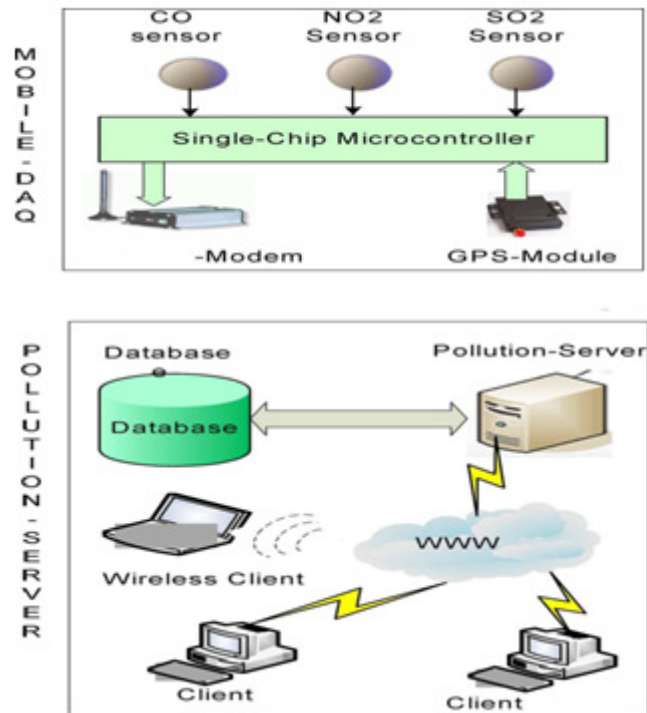 MOBILE-DAQ
CO
sensor
NO2
Sensor
SO2
Sensor
Single-Chip Microcontroller
-Modem
GPS-Module
POLLUTION-SERVER
Database
Pollution-Server
Database
WWW
Wireless Client
Client
Client